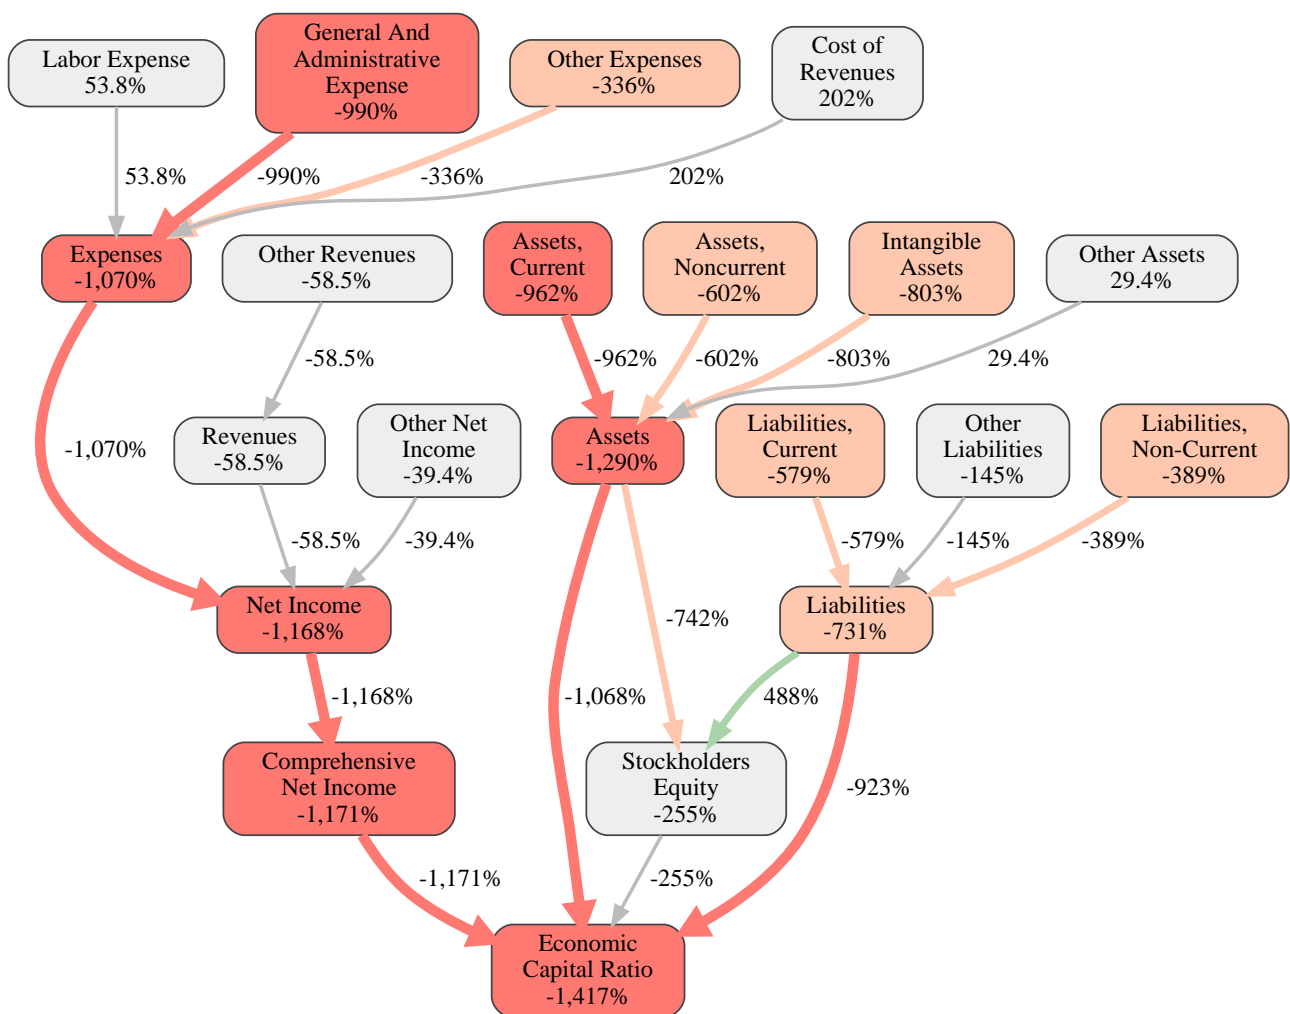 Labor Expense
53.8%
General And
Administrative
Expense
-990%
Other Expenses
-336%
Cost of
Revenues
202%
53.8%
-990%
-336%
202%
Expenses
-1,070%
Other Revenues
-58.5%
Assets,
Current
-962%
Assets,
Noncurrent
-602%
Intangible
Assets
-803%
Other Assets
29.4%
-58.5%
-962%
-602%
-803%
29.4%
-1,070%
Revenues
-58.5%
Other Net
Income
-39.4%
Assets
-1,290%
Liabilities,
Current
-579%
Other
Liabilities
-145%
Liabilities,
Non-Current
-389%
-58.5%
-39.4%
-579%
-145%
-389%
Net Income
-1,168%
-742%
Liabilities
-731%
-1,168%
-1,068%
488%
Comprehensive
Net Income
-1,171%
Stockholders
Equity
-255%
-923%
-1,171%
-255%
Economic
Capital Ratio
-1,417%